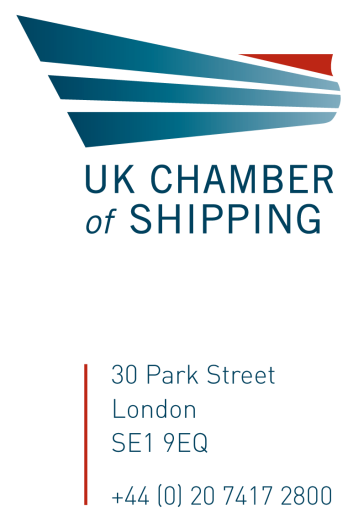 UK CHAMBER
of SHIPPING
30 Park Street
London
SE1 9EQ
+44 (0) 20 7417 2800